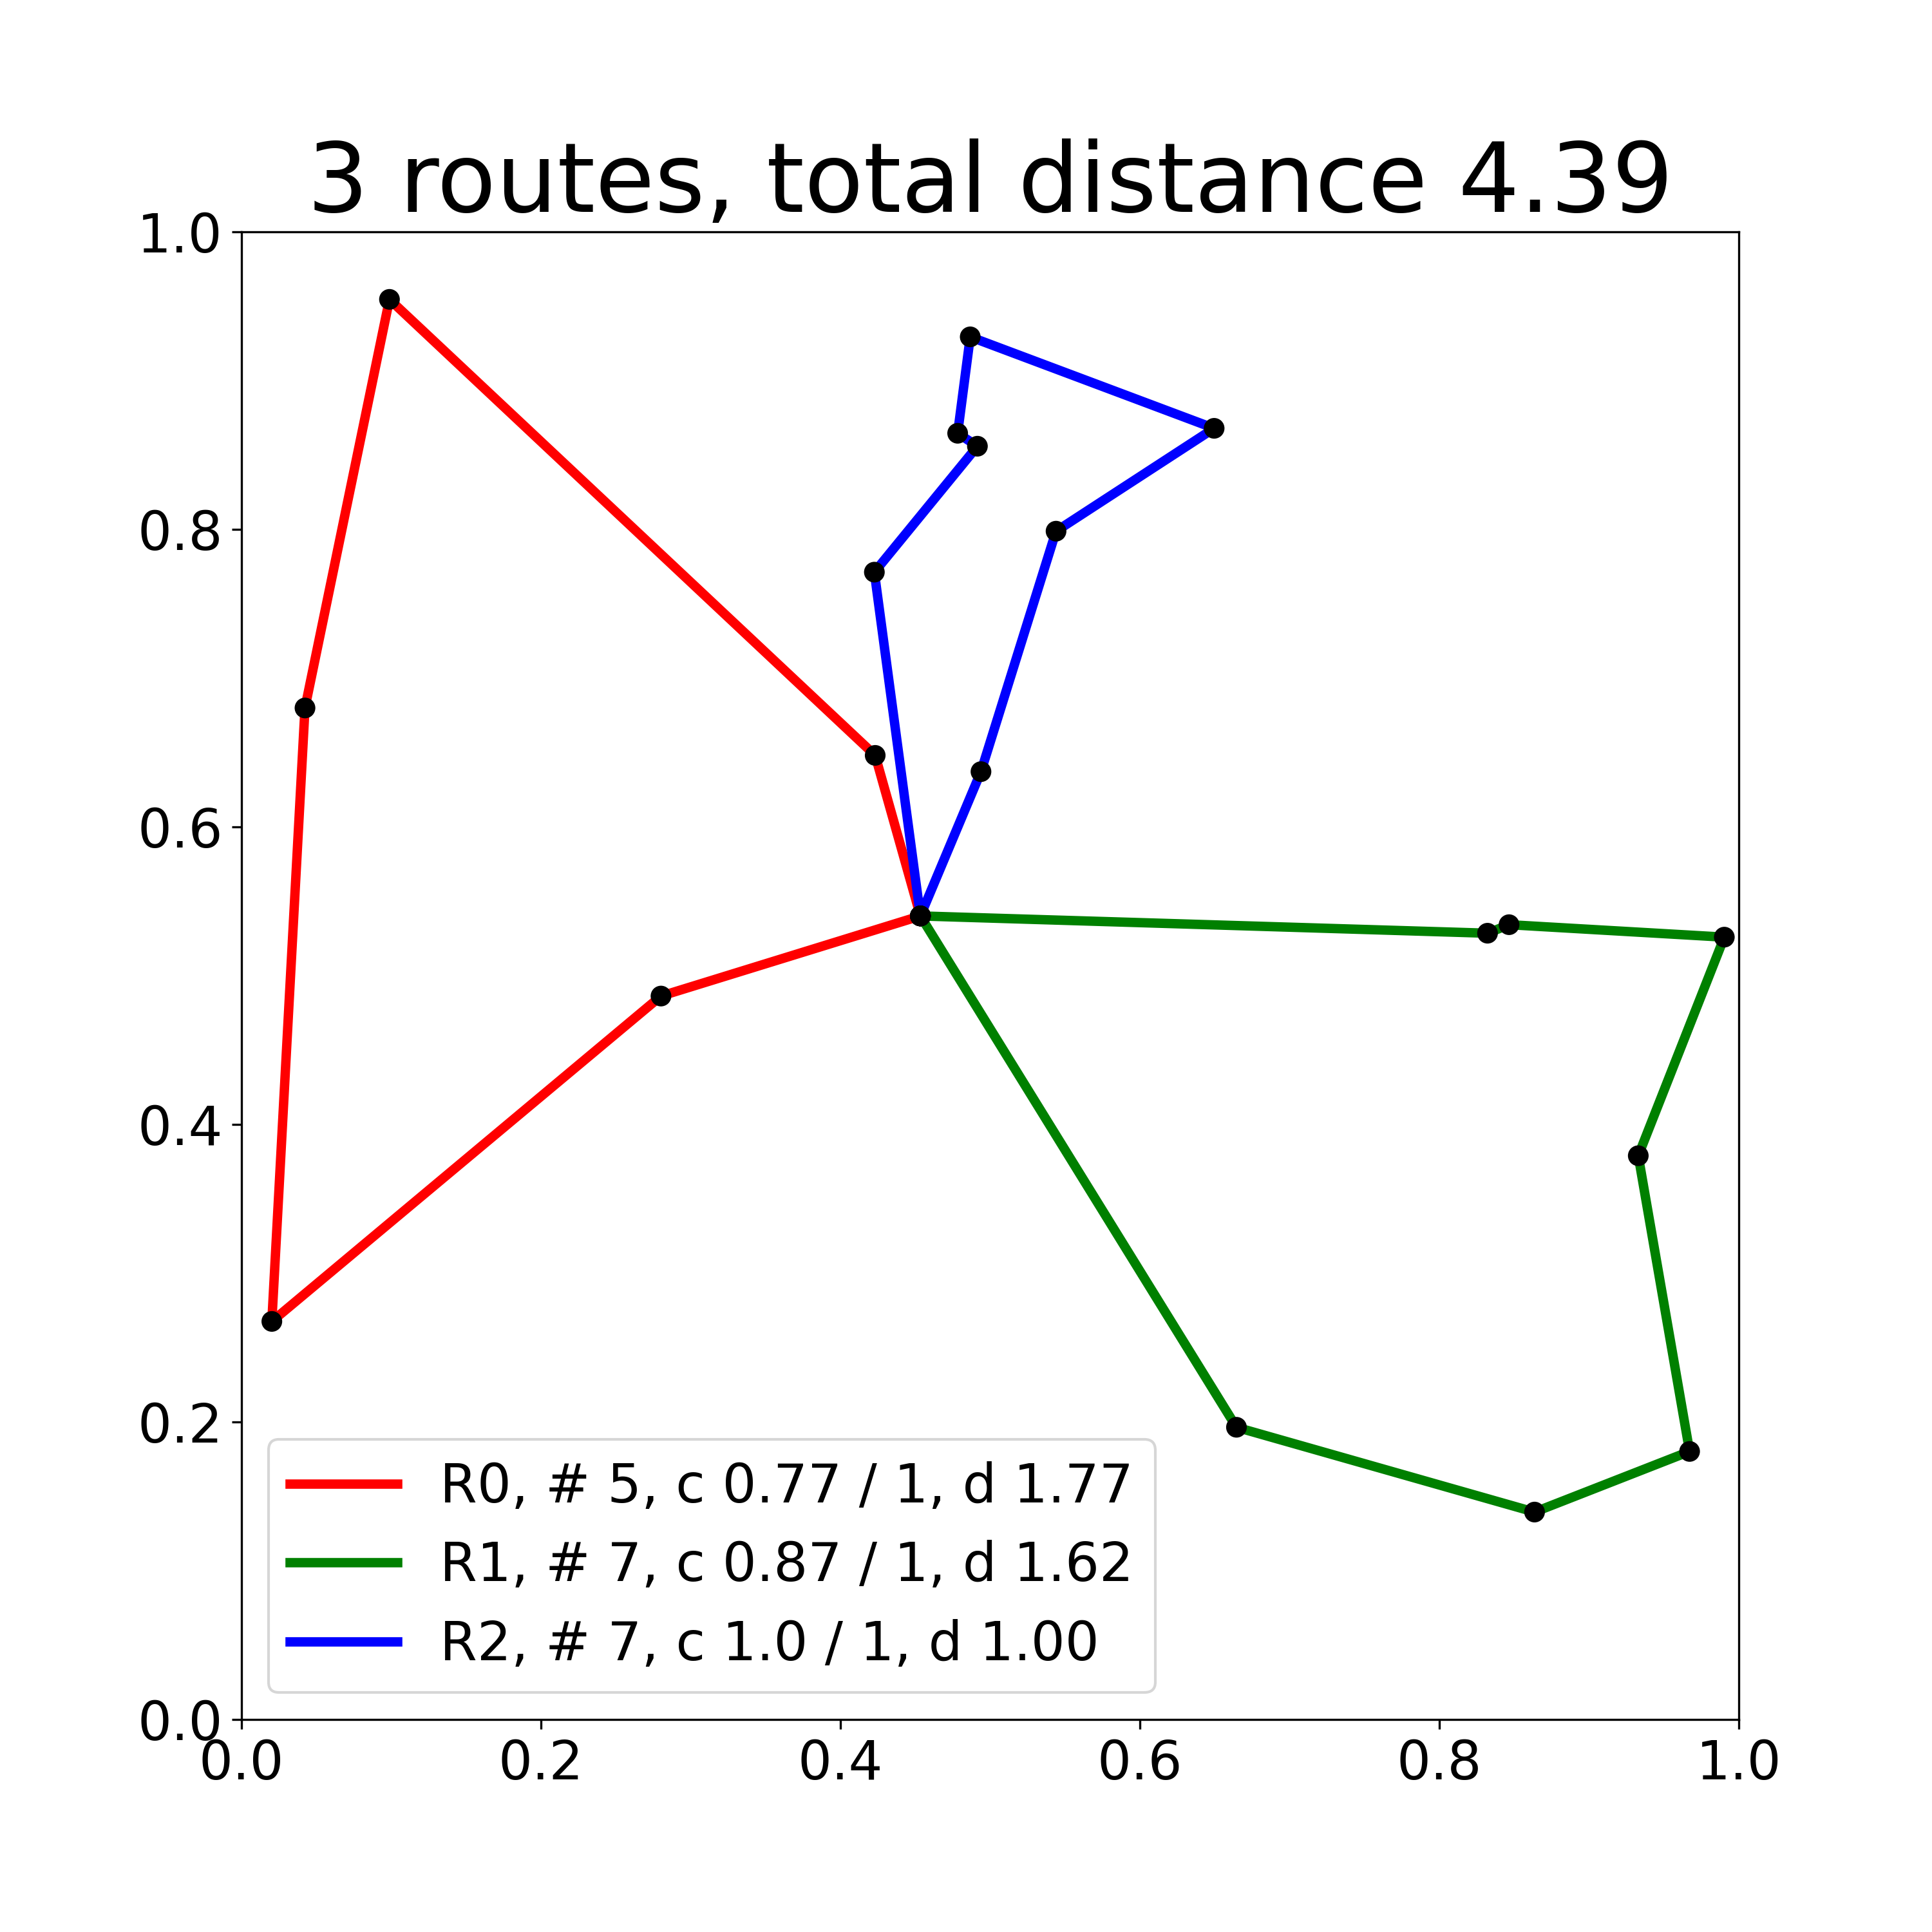 3 routes, total distance 4.39
1.0
0.8
0.6
0.4
0.2
0.0
R0, # 5, c 0.77 / 1, d 1.77
R1, # 7, c 0.87 / 1, d 1.62
R2, # 7, c 1.0 / 1, d 1.00
0.0 0.2 0.4 0.6 0.8 1.0